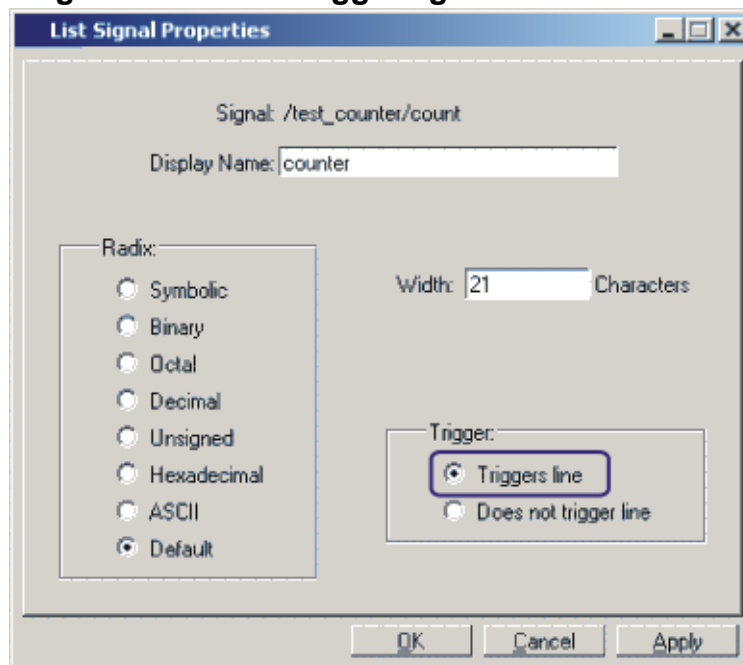 List Signal Properties
Signal: /test_counter/count
Display Name: counter
Radix:
Symbolic
Binary
Octal
Decimal
Unsigned
Hexadecimal
ASCII
Default
Width: 21 Characters
Trigger:
Triggers line
Does not trigger line
OK Cancel Apply